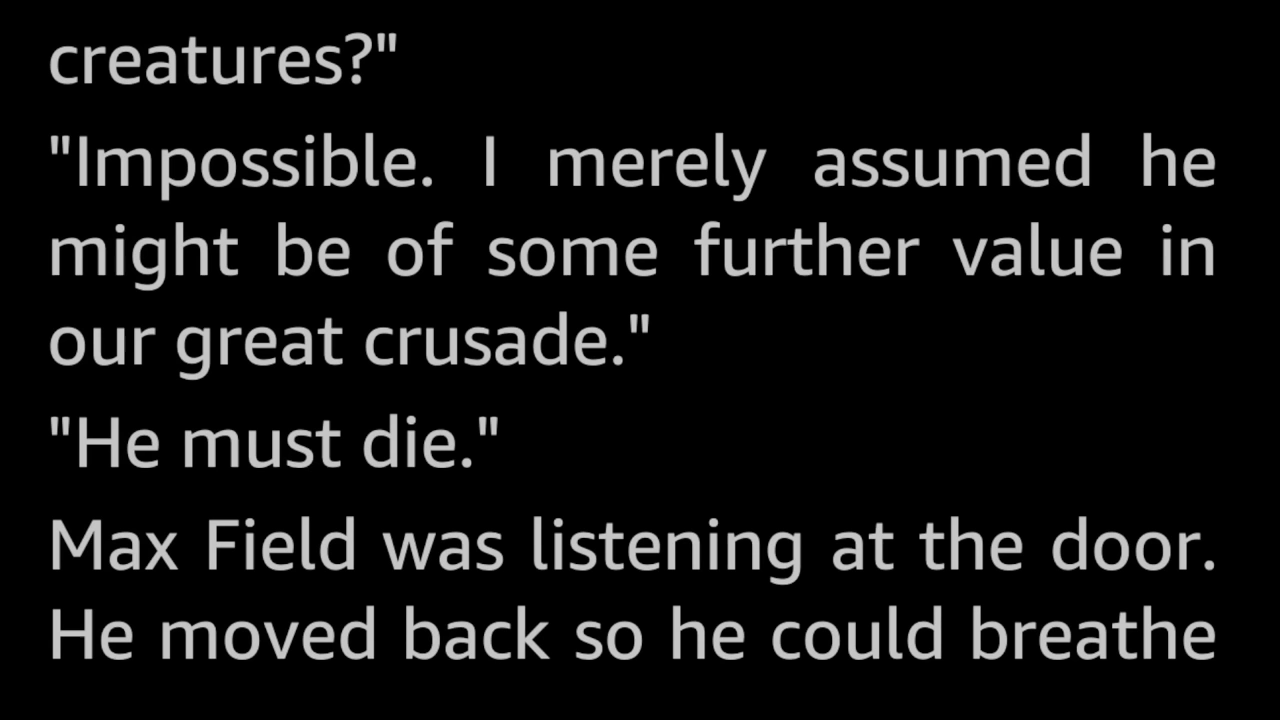 creatures?"
"Impossible. I merely assumed he
might be of some further value in
our great crusade."
"He must die."
Max Field was listening at the door.
He moved back so he could breathe